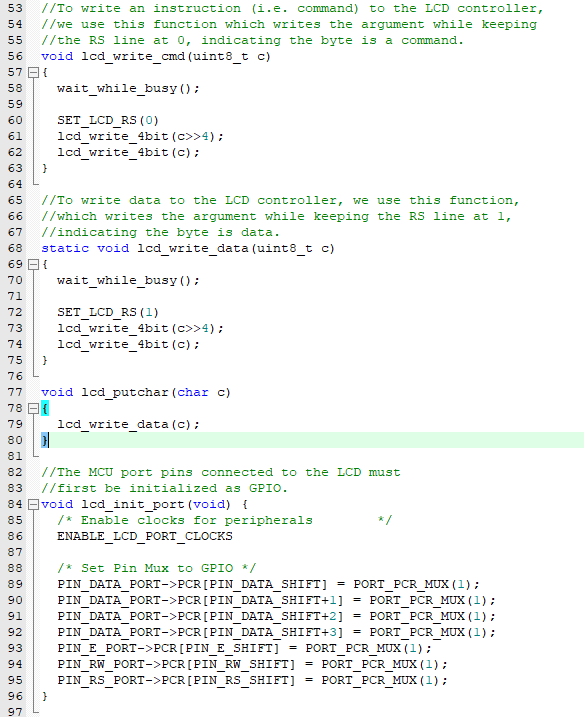 53 //To write an instruction (i.e. command) to the LCD controller,
54 //we use this function which writes the argument while keeping
55 //the RS line at 0, indicating the byte is a command.
56 void lcd_write_cmd(uint8_t c)
57 {
58   wait_while_busy();
59
60   SET_LCD_RS(0)
61   lcd_write_4bit(c>>4);
62   lcd_write_4bit(c);
63 }
64
65 //To write data to the LCD controller, we use this function,
66 //which writes the argument while keeping the RS line at 1,
67 //indicating the byte is data.
68 static void lcd_write_data(uint8_t c)
69 {
70   wait_while_busy();
71
72   SET_LCD_RS(1)
73   lcd_write_4bit(c>>4);
74   lcd_write_4bit(c);
75 }
76
77 void lcd_putchar(char c)
78 {
79   lcd_write_data(c);
80 }
81
82 //The MCU port pins connected to the LCD must
83 //first be initialized as GPIO.
84 void lcd_init_port(void) {
85   /* Enable clocks for peripherals        */
86   ENABLE_LCD_PORT_CLOCKS
87
88   /* Set Pin Mux to GPIO */
89   PIN_DATA_PORT->PCR[PIN_DATA_SHIFT] = PORT_PCR_MUX(1);
90   PIN_DATA_PORT->PCR[PIN_DATA_SHIFT+1] = PORT_PCR_MUX(1);
91   PIN_DATA_PORT->PCR[PIN_DATA_SHIFT+2] = PORT_PCR_MUX(1);
92   PIN_DATA_PORT->PCR[PIN_DATA_SHIFT+3] = PORT_PCR_MUX(1);
93   PIN_E_PORT->PCR[PIN_E_SHIFT] = PORT_PCR_MUX(1);
94   PIN_RW_PORT->PCR[PIN_RW_SHIFT] = PORT_PCR_MUX(1);
95   PIN_RS_PORT->PCR[PIN_RS_SHIFT] = PORT_PCR_MUX(1);
96 }
97